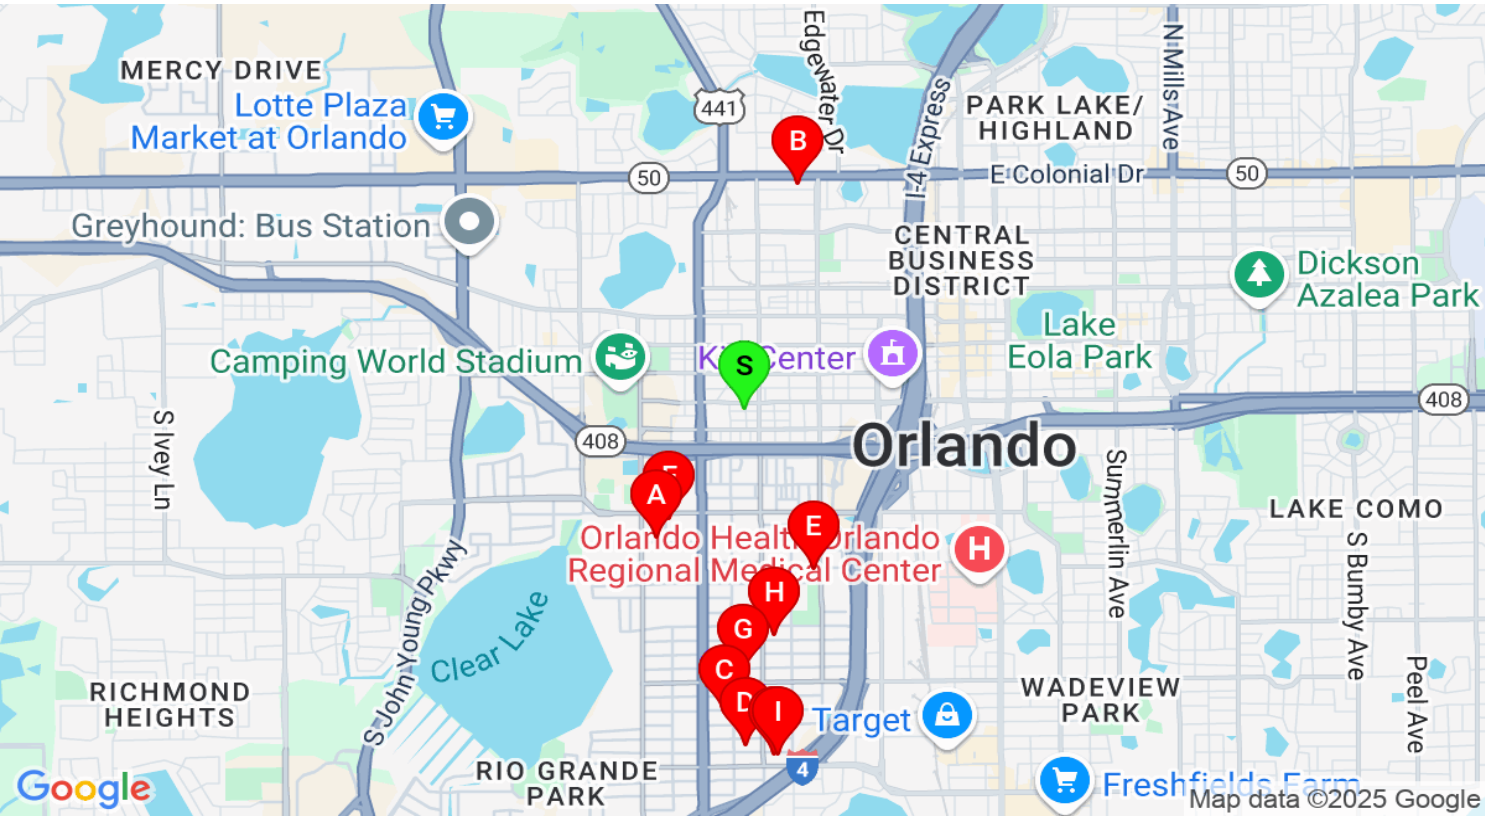 Edgewater Dr
N Mills Ave
MERCY DRIVE
Lotte Plaza
Market at Orlando
441
I-4 Express
PARK LAKE/
HIGHLAND
B
50
E Colonial Dr
50
Greyhound: Bus Station
CENTRAL
BUSINESS
DISTRICT
Dickson
Azalea Park
Lake
Eola Park
Camping World Stadium
S
Center
408
S Ivey Ln
408
Orlando
Summerlin Ave
A
E
LAKE COMO
Orlando Health Orlando
Regional Medical Center
H
S Bumby Ave
S John Young Pkwy
Clear Lake
H
G
C
D
I
RICHMOND
HEIGHTS
Target
WADEVIEW
PARK
Peel Ave
RIO GRANDE
PARK
4
Google
Freshfields Farm
Map data ©2025 Google